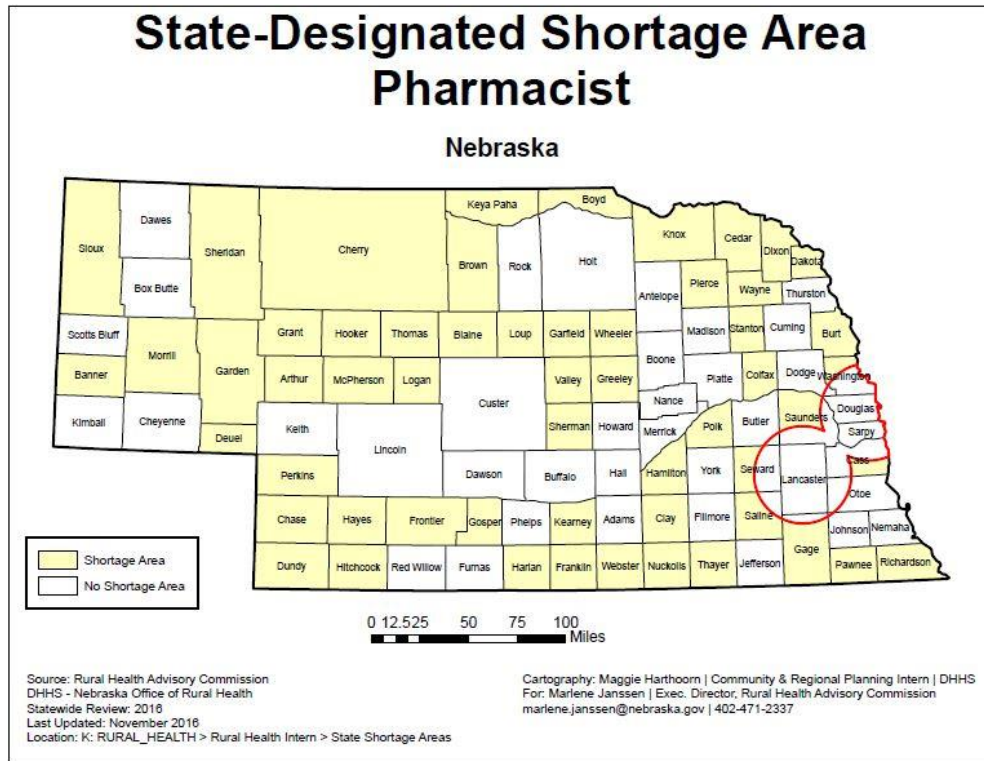 State-Designated Shortage Area
Pharmacist
Nebraska
Keya Paha
Boyd
Dawes
Sioux
Sheridan
Cherry
Knox
Cedar
Dixon
Dakota
Brown
Rock
Holt
Box Butte
Antelope
Pierce
Wayne
Thurston
Scotts Bluff
Morrill
Grant
Hooker
Thomas
Blaine
Loup
Garfield
Wheeler
Madison
Stanton
Cuming
Burt
Banner
Garden
Arthur
McPherson
Logan
Valley
Greeley
Boone
Platte
Colfax
Dodge
Washington
Kimball
Cheyenne
Custer
Nance
Douglas
Deuel
Keith
Lincoln
Sherman
Howard
Merrick
Polk
Butler
Saunders
Sarpy
Perkins
Dawson
Buffalo
Hall
Hamilton
York
Seward
Lancaster
Cass
Otoe
Chase
Hayes
Frontier
Gosper
Phelps
Kearney
Adams
Clay
Fillmore
Saline
Johnson
Nemaha
Gage
Dundy
Hitchcock
Red Willow
Furnas
Harlan
Franklin
Webster
Nuckolls
Thayer
Jefferson
Pawnee
Richardson
Shortage Area
No Shortage Area
0 12.525 50 75 100
Miles
Source: Rural Health Advisory Commission
DHHS - Nebraska Office of Rural Health
Statewide Review: 2016
Last Updated: November 2016
Location: K: RURAL_HEALTH > Rural Health Intern > State Shortage Areas
Cartography: Maggie Harthoorn | Community & Regional Planning Intern | DHHS
For: Marlene Janssen | Exec. Director, Rural Health Advisory Commission
marlene.janssen@nebraska.gov | 402-471-2337